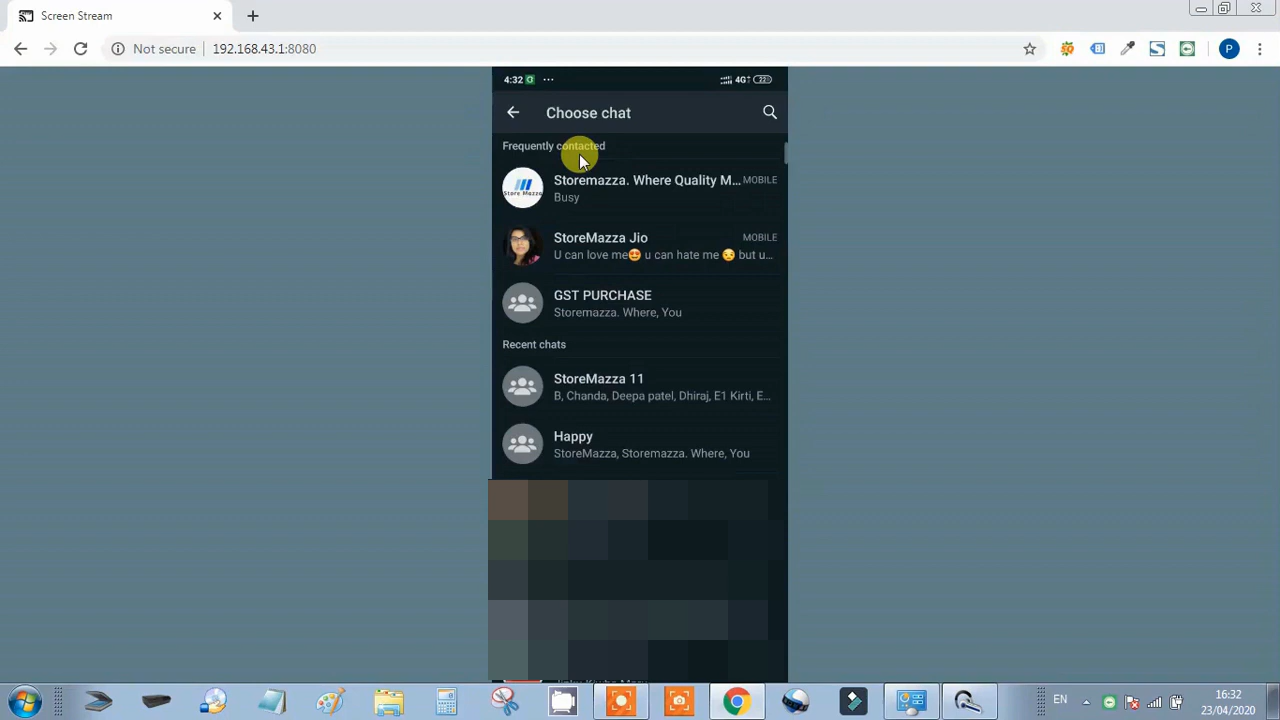 Screen Stream
Not secure 192.168.43.1:8080
P
4:32 ... 4G 22
Choose chat
Frequently contacted
Store Mazza
Storemazza. Where Quality M... MOBILE
Busy
StoreMazza Jio MOBILE
U can love me😍 u can hate me 😏 but u...
GST PURCHASE
Storemazza. Where, You
Recent chats
StoreMazza 11
B, Chanda, Deepa patel, Dhiraj, E1 Kirti, E...
Happy
StoreMazza, Storemazza. Where, You
EN
16:32
23/04/2020